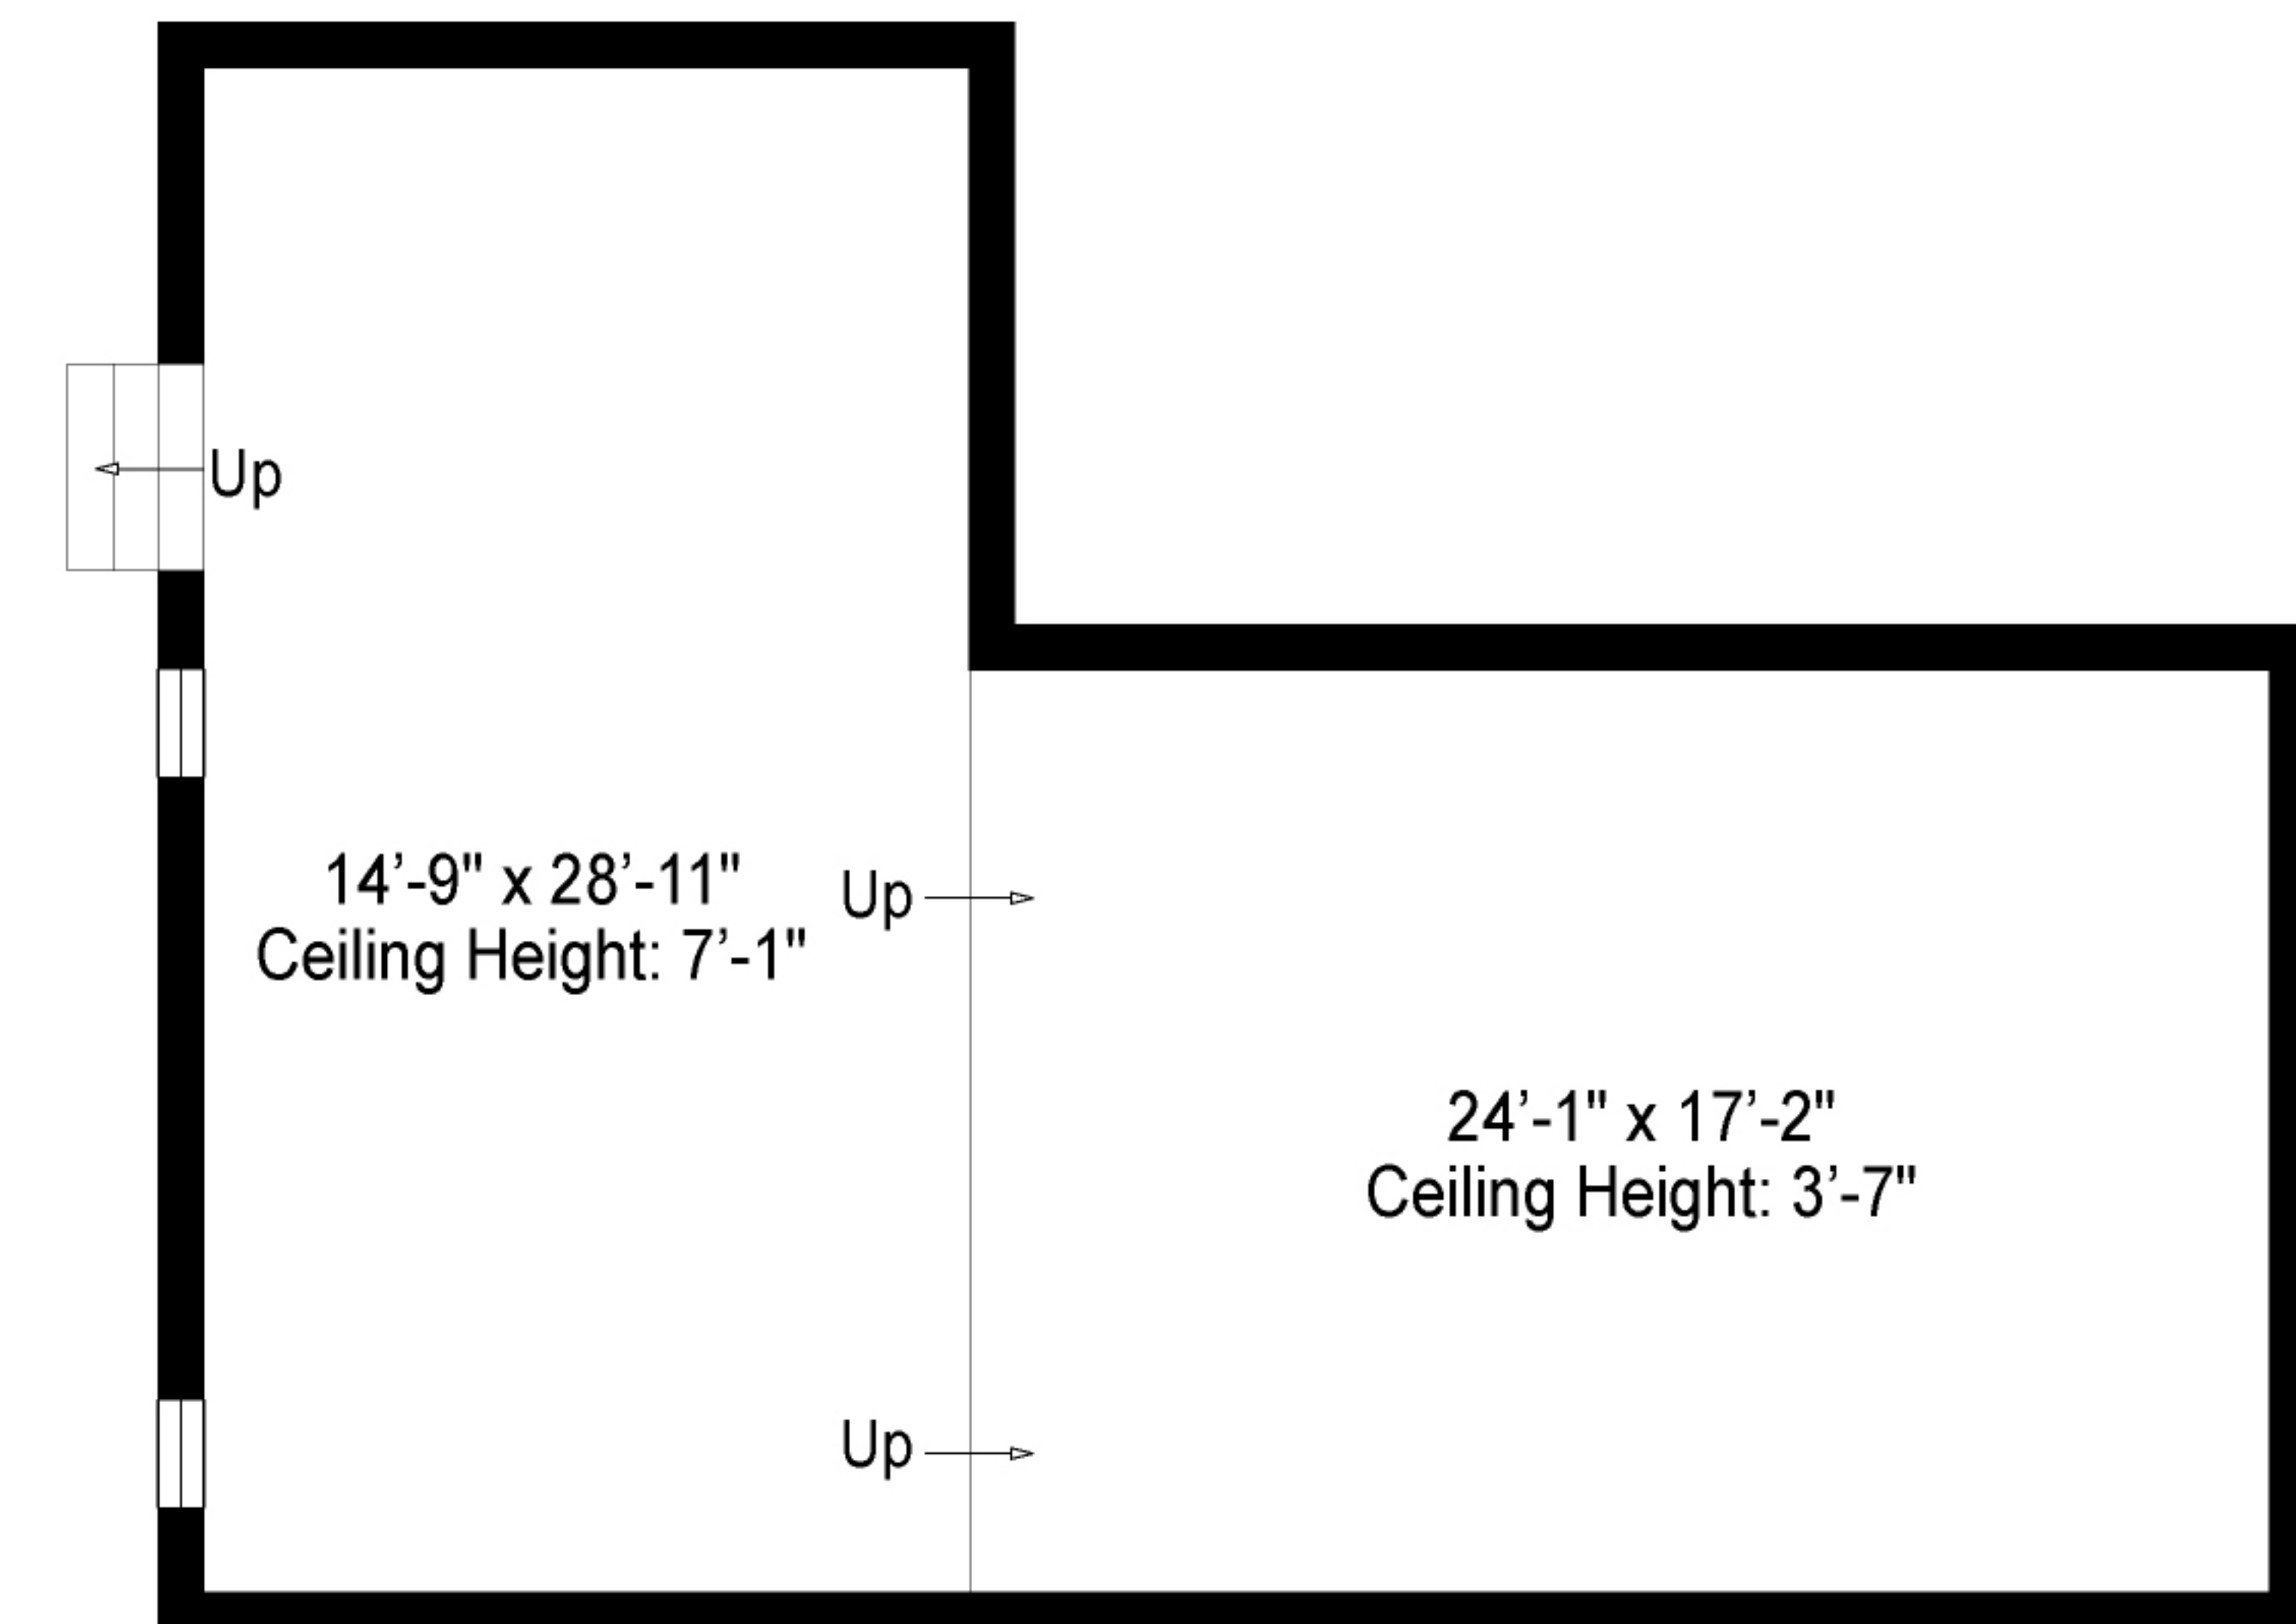 Up
14’-9" x 28’-11"
Ceiling Height: 7’-1"
Up
24’-1" x 17’-2"
Ceiling Height: 3’-7"
Up